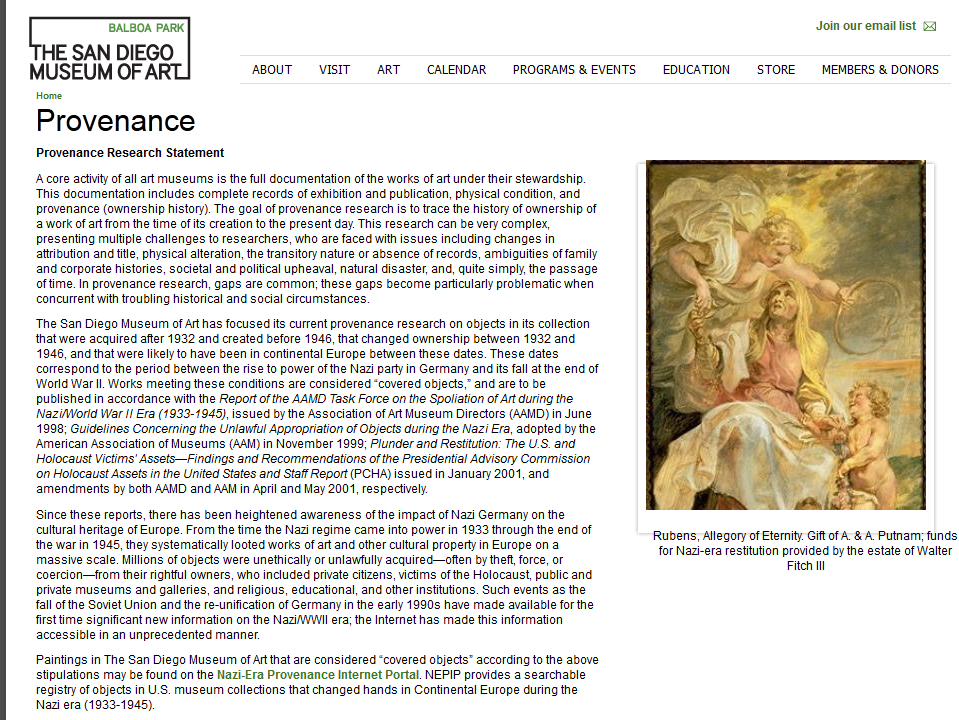 BALBOA PARK
THE SAN DIEGO
MUSEUM OF ART
Join our email list
ABOUT VISIT ART CALENDAR PROGRAMS & EVENTS EDUCATION STORE MEMBERS & DONORS
Home
Provenance
Provenance Research Statement
A core activity of all art museums is the full documentation of the works of art under their stewardship.
This documentation includes complete records of exhibition and publication, physical condition, and
provenance (ownership history). The goal of provenance research is to trace the history of ownership of
a work of art from the time of its creation to the present day. This research can be very complex,
presenting multiple challenges to researchers, who are faced with issues including changes in
attribution and title, physical alteration, the transitory nature or absence of records, ambiguities of family
and corporate histories, societal and political upheaval, natural disaster, and, quite simply, the passage
of time. In provenance research, gaps are common; these gaps become particularly problematic when
concurrent with troubling historical and social circumstances.
The San Diego Museum of Art has focused its current provenance research on objects in its collection
that were acquired after 1932 and created before 1946, that changed ownership between 1932 and
1946, and that were likely to have been in continental Europe between these dates. These dates
correspond to the period between the rise to power of the Nazi party in Germany and its fall at the end of
World War II. Works meeting these conditions are considered “covered objects,” and are to be
published in accordance with the Report of the AAMD Task Force on the Spoliation of Art during the
Nazi/World War II Era (1933-1945), issued by the Association of Art Museum Directors (AAMD) in June
1998; Guidelines Concerning the Unlawful Appropriation of Objects during the Nazi Era, adopted by the
American Association of Museums (AAM) in November 1999; Plunder and Restitution: The U.S. and
Holocaust Victims’ Assets—Findings and Recommendations of the Presidential Advisory Commission
on Holocaust Assets in the United States and Staff Report (PCHA) issued in January 2001, and
amendments by both AAMD and AAM in April and May 2001, respectively.
Since these reports, there has been heightened awareness of the impact of Nazi Germany on the
cultural heritage of Europe. From the time the Nazi regime came into power in 1933 through the end of
the war in 1945, they systematically looted works of art and other cultural property in Europe on a
massive scale. Millions of objects were unethically or unlawfully acquired—often by theft, force, or
coercion—from their rightful owners, who included private citizens, victims of the Holocaust, public and
private museums and galleries, and religious, educational, and other institutions. Such events as the
fall of the Soviet Union and the re-unification of Germany in the early 1990s have made available for the
first time significant new information on the Nazi/WWII era; the Internet has made this information
accessible in an unprecedented manner.
Paintings in The San Diego Museum of Art that are considered “covered objects” according to the above
stipulations may be found on the Nazi-Era Provenance Internet Portal. NEPIP provides a searchable
registry of objects in U.S. museum collections that changed hands in Continental Europe during the
Nazi era (1933-1945).
Rubens, Allegory of Eternity. Gift of A. & A. Putnam; funds
for Nazi-era restitution provided by the estate of Walter
Fitch III